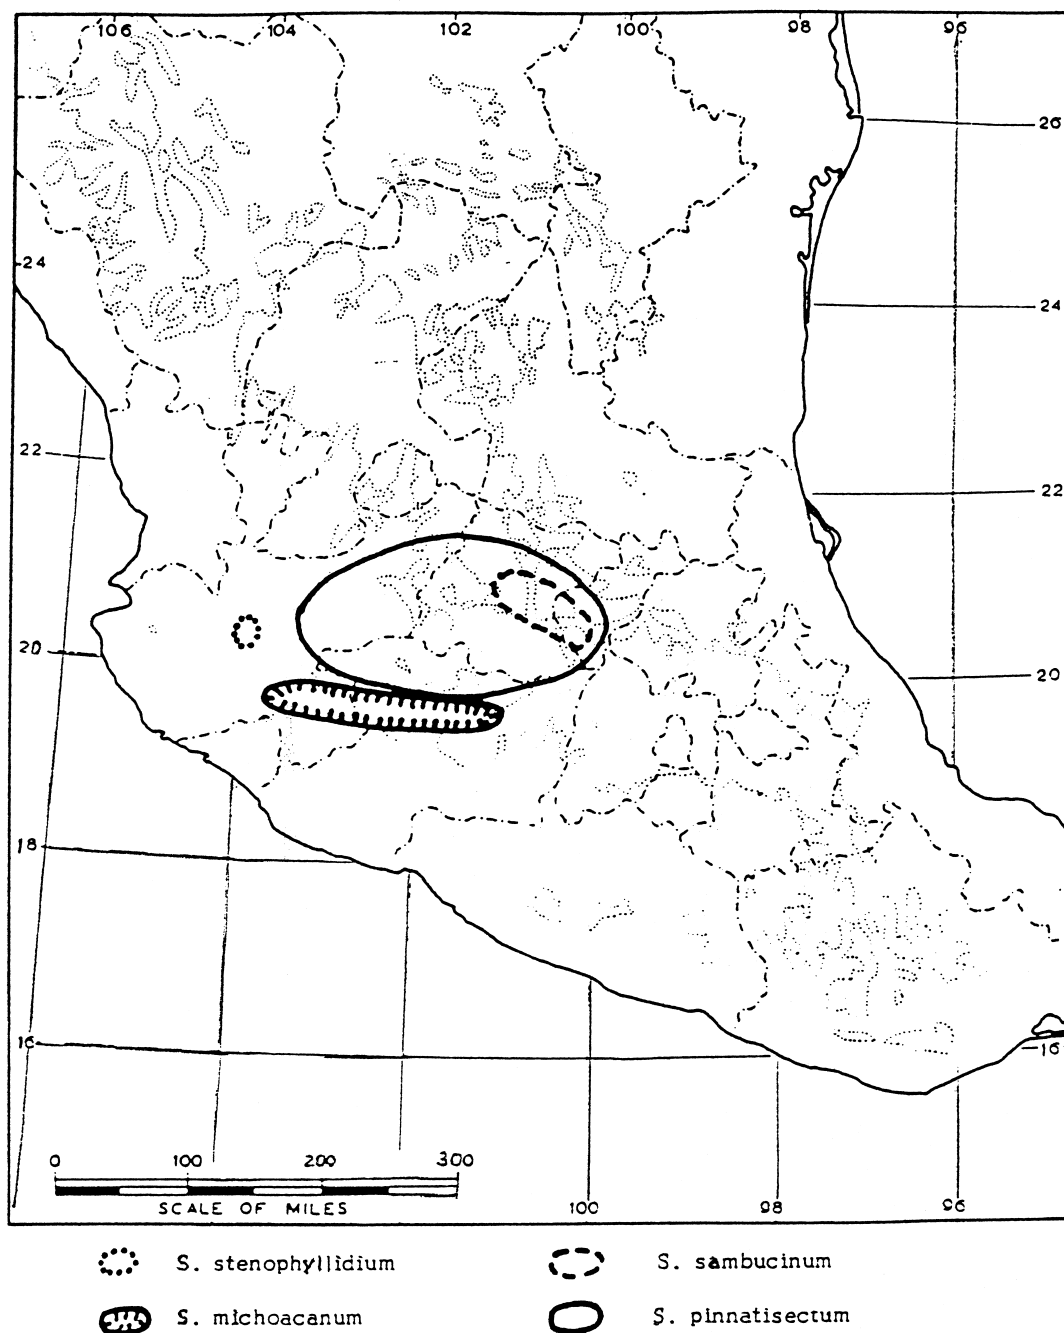 106 104 102 100 98 96
26
24
24
22
22
20
20
18
16
16
0 100 200 300
SCALE OF MILES
100 98 96
S. stenophyllidium S. sambucinum
S. michoacanum S. pinnatisectum